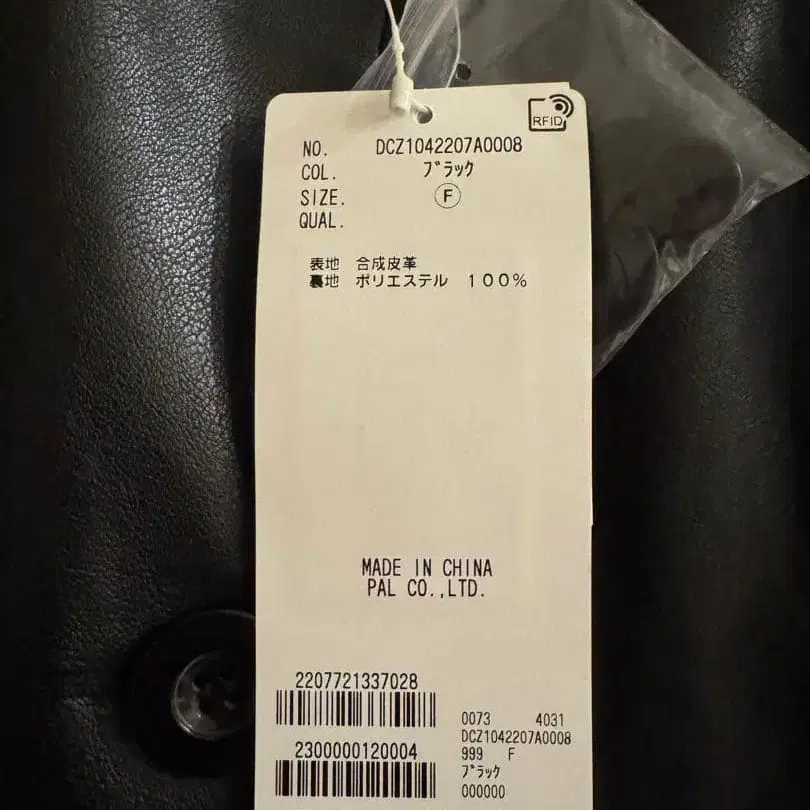 RFID
NO. DCZ1042207A0008
COL. ﾌﾞﾗｯｸ
SIZE. Ⓕ
QUAL.
表地 合成皮革
裏地 ポリエステル 100%
MADE IN CHINA
PAL CO.,LTD.
2207721337028
2300000120004
0073 4031
DCZ1042207A0008
999 F
ﾌﾞﾗｯｸ
000000